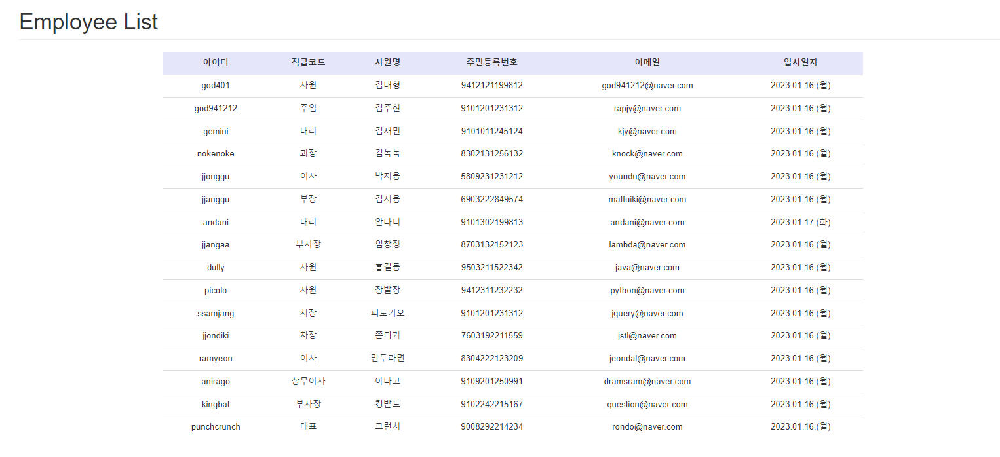 Employee List
아이디 직급코드 사원명 주민등록번호 이메일 입사일자
god401 사원 김태형 9412121199812 god941212@naver.com 2023.01.16.(월)
god941212 주임 김주현 9101201231312 rapjy@naver.com 2023.01.16.(월)
gemini 대리 김재민 9101011245124 kjy@naver.com 2023.01.16.(월)
nokenoke 과장 김녹녹 8302131256132 knock@naver.com 2023.01.16.(월)
jjonggu 이사 박지용 5809231231212 youndu@naver.com 2023.01.16.(월)
jjanggu 부장 김지용 6903222849574 mattuiki@naver.com 2023.01.16.(월)
andani 대리 안다니 9101302199813 andani@naver.com 2023.01.17.(화)
jjangaa 부사장 임창정 8703132152123 lambda@naver.com 2023.01.16.(월)
dully 사원 홍길동 9503211522342 java@naver.com 2023.01.16.(월)
picolo 사원 장발장 9412311232232 python@naver.com 2023.01.16.(월)
ssamjang 차장 피노키오 9101201231312 jquery@naver.com 2023.01.16.(월)
jjondiki 차장 쫀디기 7603192211559 jstl@naver.com 2023.01.16.(월)
ramyeon 이사 만두라면 8304222123209 jeondal@naver.com 2023.01.16.(월)
anirago 상무이사 아나고 9109201250991 dramsram@naver.com 2023.01.16.(월)
kingbat 부사장 킹받드 9102242215167 question@naver.com 2023.01.16.(월)
punchcrunch 대표 크런치 9008292214234 rondo@naver.com 2023.01.16.(월)